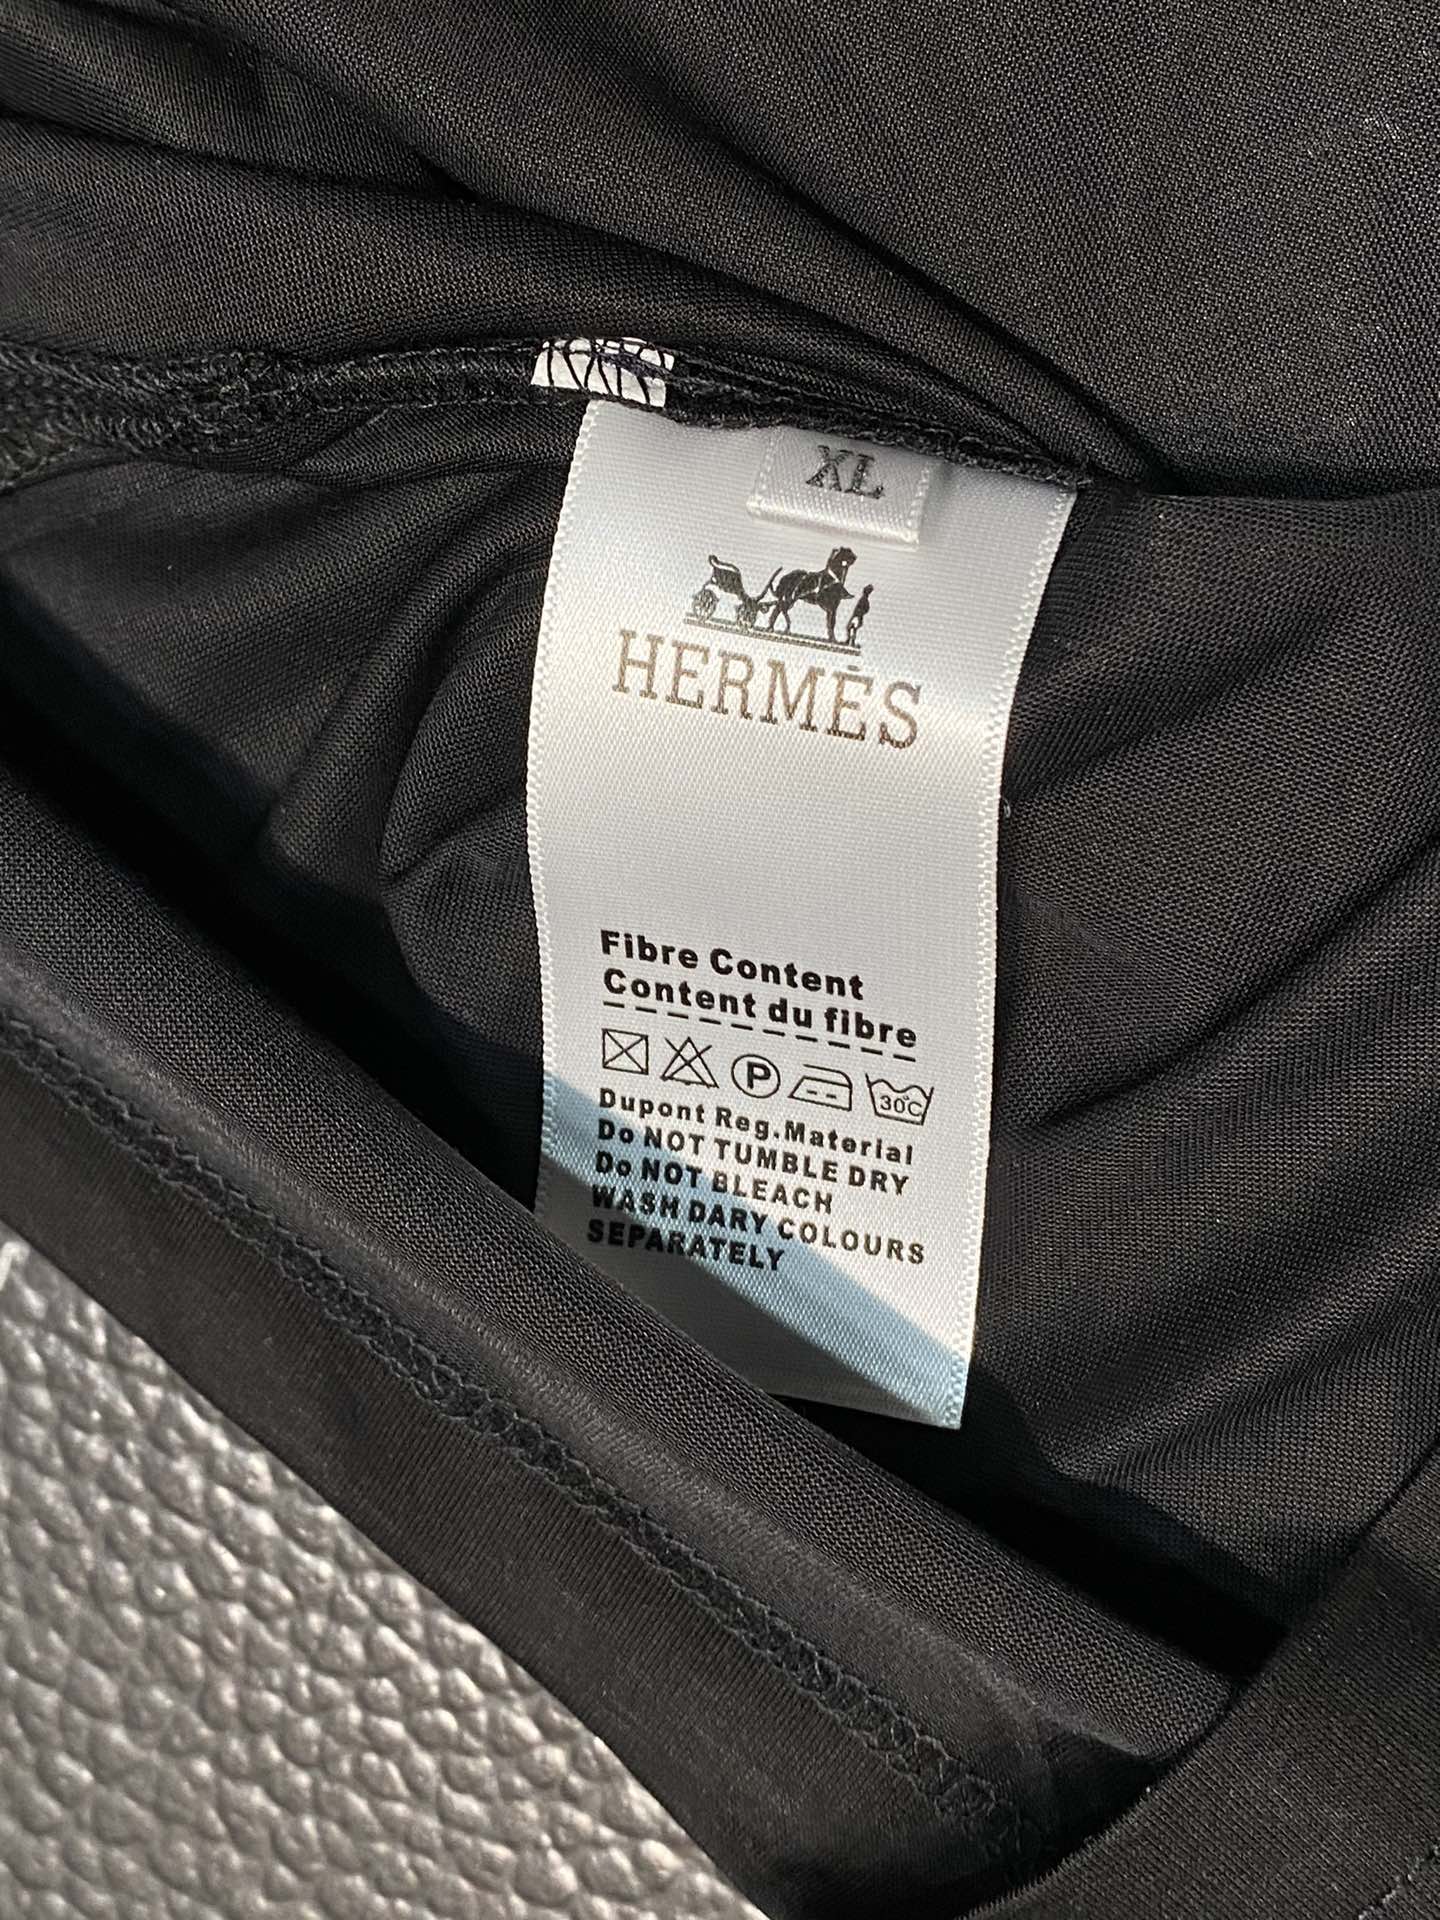 XL
HERMÈS
Fibre Content
Content du fibre
P
30°C
Dupont Reg.Material
Do NOT TUMBLE DRY
Do NOT BLEACH
WASH DARY COLOURS
SEPARATELY